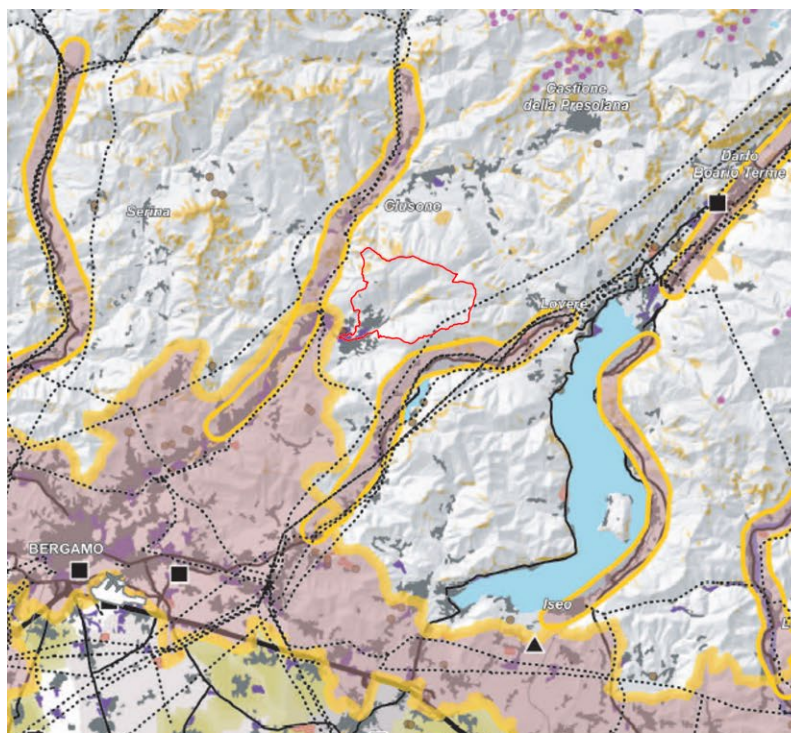 Castione
della Presolana
Darfo
Boario Terme
Serina
Clusone
Lovere
BERGAMO
Iseo